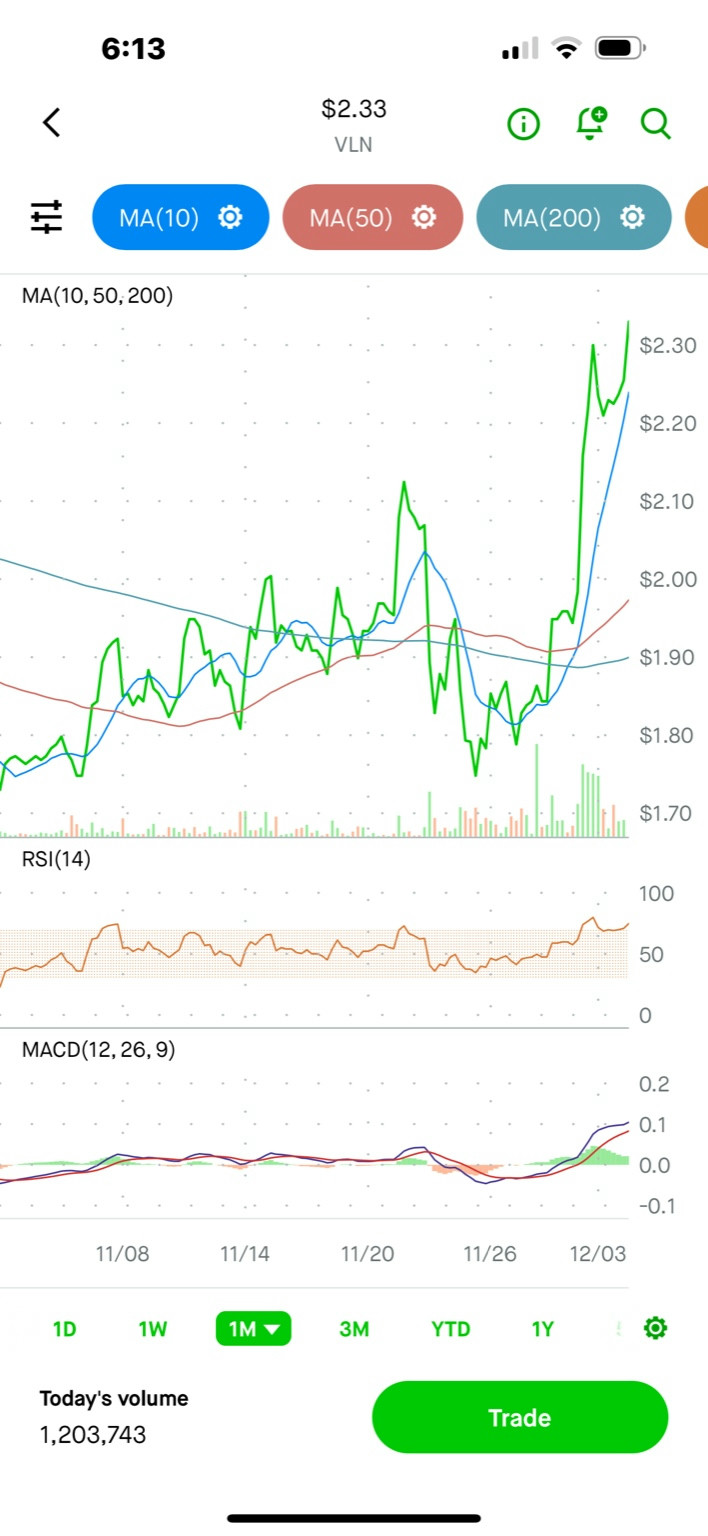 6:13
$2.33
VLN
MA(10) MA(50) MA(200)
MA(10,50,200)
$2.30
$2.20
$2.10
$2.00
$1.90
$1.80
$1.70
RSI(14)
100
50
0
MACD(12,26,9)
0.2
0.1
0.0
-0.1
11/08 11/14 11/20 11/26 12/03
1D 1W 1M 3M YTD 1Y
Today's volume
1,203,743
Trade